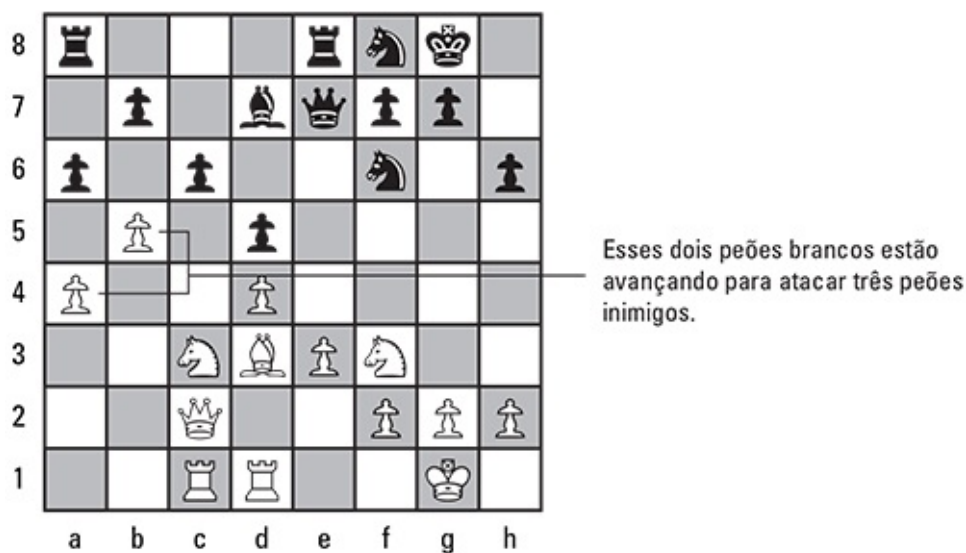 8
7
6
5
4
3
2
1
a b c d e f g h
Esses dois peões brancos estão
avançando para atacar três peões
inimigos.